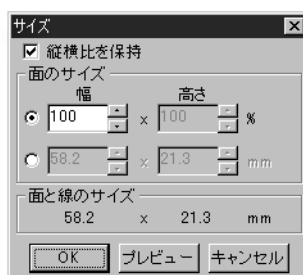 サイズ
縦横比を保持
面のサイズ
幅 高さ
100 x 100 %
58.2 x 21.3 mm
面と線のサイズ
58.2 x 21.3 mm
OK プレビュー キャンセル